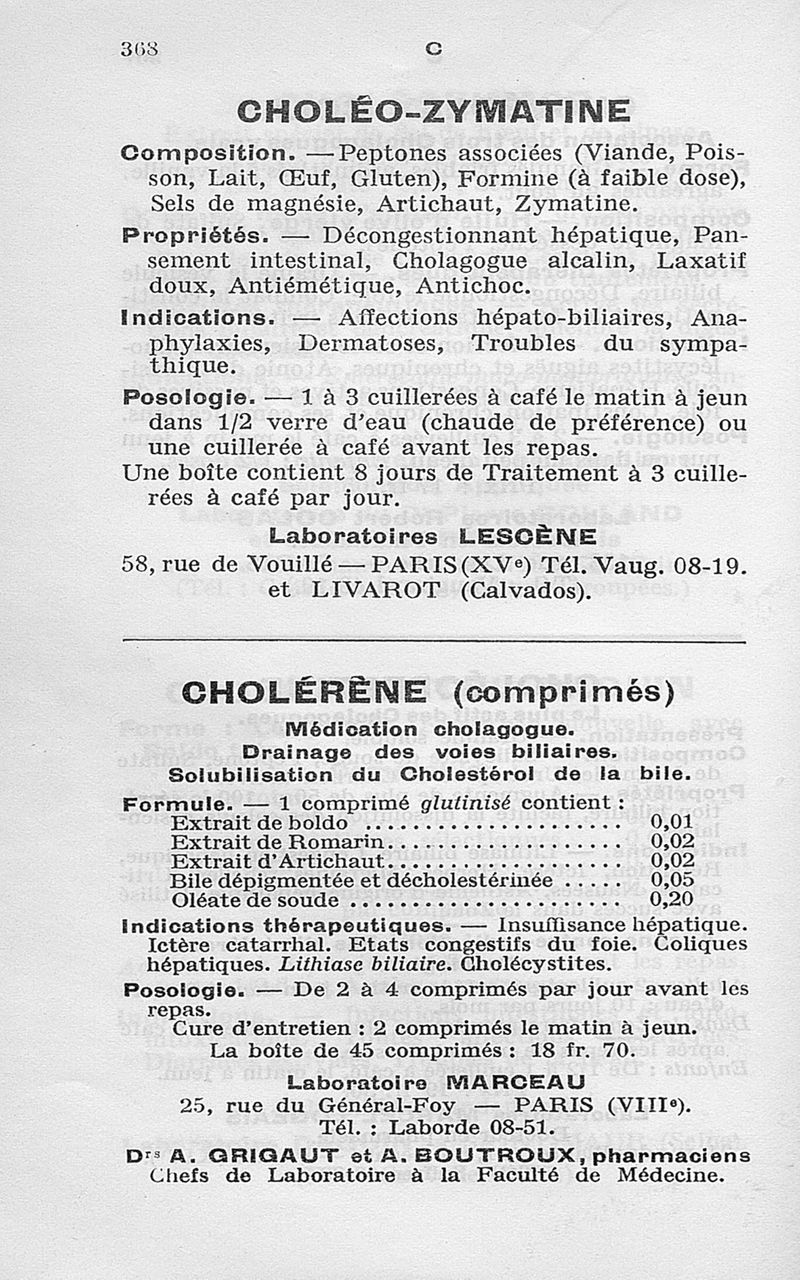 368
C
CHOLÉO-ZYMATINE
Composition. — Peptones associées (Viande, Pois-
son, Lait, Œuf, Gluten), Formine (à faible dose),
Sels de magnésie, Artichaut, Zymatine.
Propriétés. — Décongestionnant hépatique, Pan-
sement intestinal, Cholagogue alcalin, Laxatif
doux, Antiémétique, Antichoc.
Indications. — Affections hépato-biliaires, Ana-
phylaxies, Dermatoses, Troubles du sympa-
thique.
Posologie. — 1 à 3 cuillerées à café le matin à jeun
dans 1/2 verre d'eau (chaude de préférence) ou
une cuillerée à café avant les repas.
Une boîte contient 8 jours de Traitement à 3 cuille-
rées à café par jour.
Laboratoires LESCÈNE
58, rue de Vouillé — PARIS (XVe) Tél. Vaug. 08-19.
et LIVAROT (Calvados).
CHOLÉRÈNE (comprimés)
Médication cholagogue.
Drainage des voies biliaires.
Solubilisation du Cholestérol de la bile.
Formule. — 1 comprimé glutinisé contient :
Extrait de boldo ..................... 0,01
Extrait de Romarin................... 0,02
Extrait d'Artichaut................... 0,02
Bile dépigmentée et décholestérinée ...... 0,05
Oléate de soude ...................... 0,20
Indications thérapeutiques. — Insuffisance hépatique.
Ictère catarrhal. Etats congestifs du foie. Coliques
hépatiques. Lithiase biliaire. Cholécystites.
Posologie. — De 2 à 4 comprimés par jour avant les
repas.
Cure d'entretien : 2 comprimés le matin à jeun.
La boîte de 45 comprimés : 18 fr. 70.
Laboratoire MARCEAU
25, rue du Général-Foy — PARIS (VIIIe).
Tél. : Laborde 08-51.
Drs A. GRIGAUT et A. BOUTROUX, pharmaciens
Chefs de Laboratoire à la Faculté de Médecine.